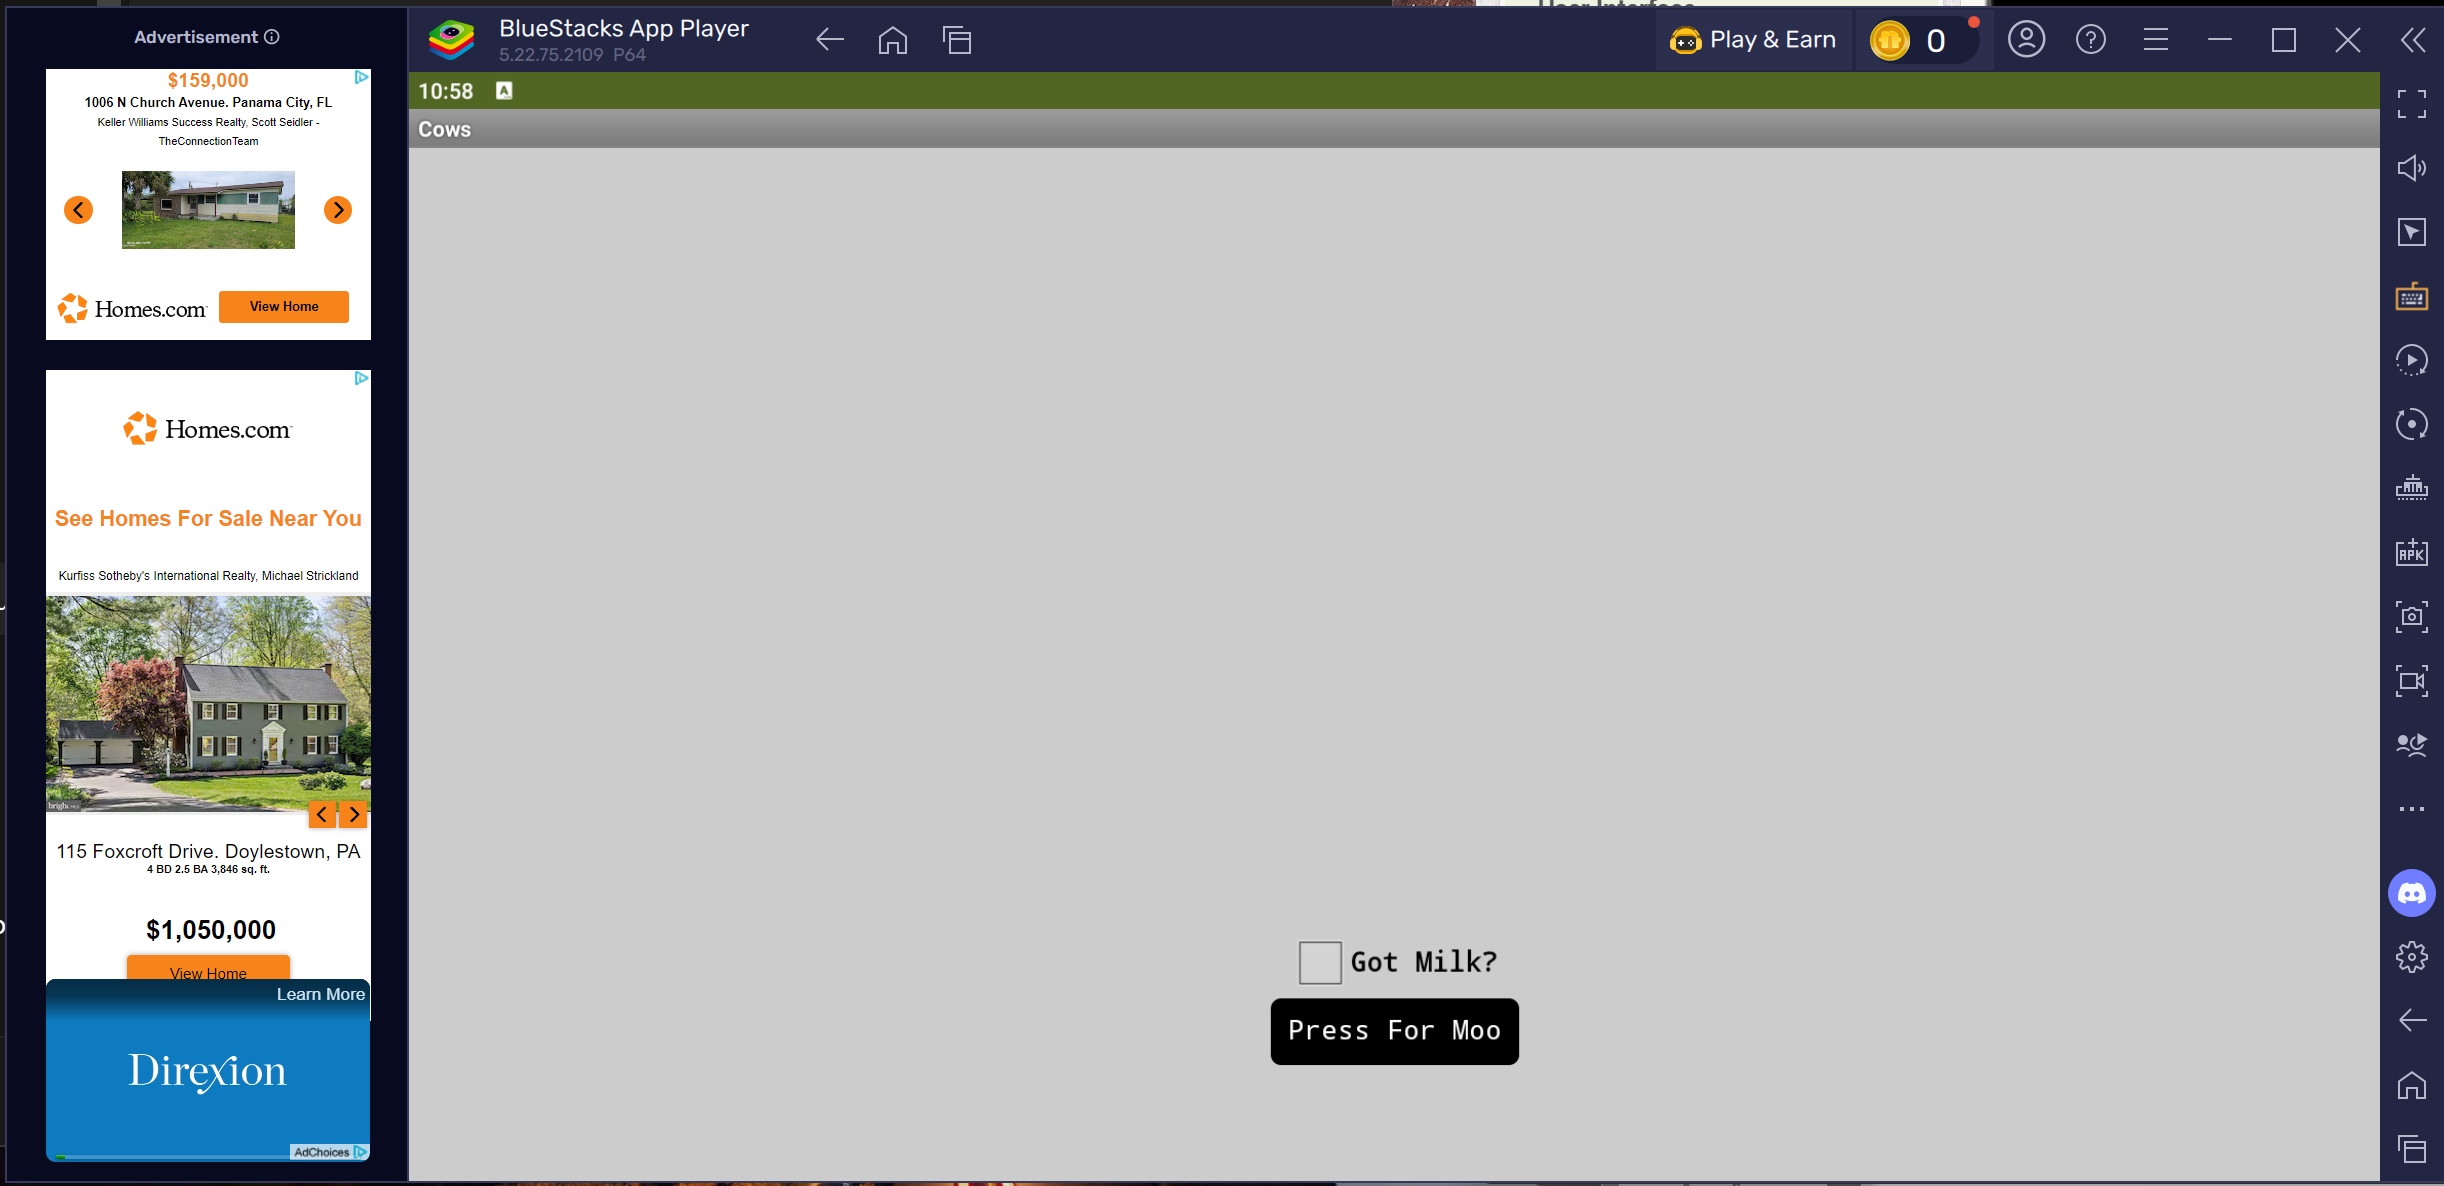 Advertisement
$159,000
1006 N Church Avenue. Panama City, FL
Keller Williams Success Realty, Scott Seidler -
TheConnectionTeam
Homes.com
View Home
Homes.com
See Homes For Sale Near You
Kurfiss Sotheby's International Realty, Michael Strickland
115 Foxcroft Drive. Doylestown, PA
4 BD 2.5 BA 3,846 sq. ft.
$1,050,000
View Home
Learn More
Direxion
AdChoices
BlueStacks App Player
5.22.75.2109 P64
Play & Earn
0
10:58
A
Cows
Got Milk?
Press For Moo
APK